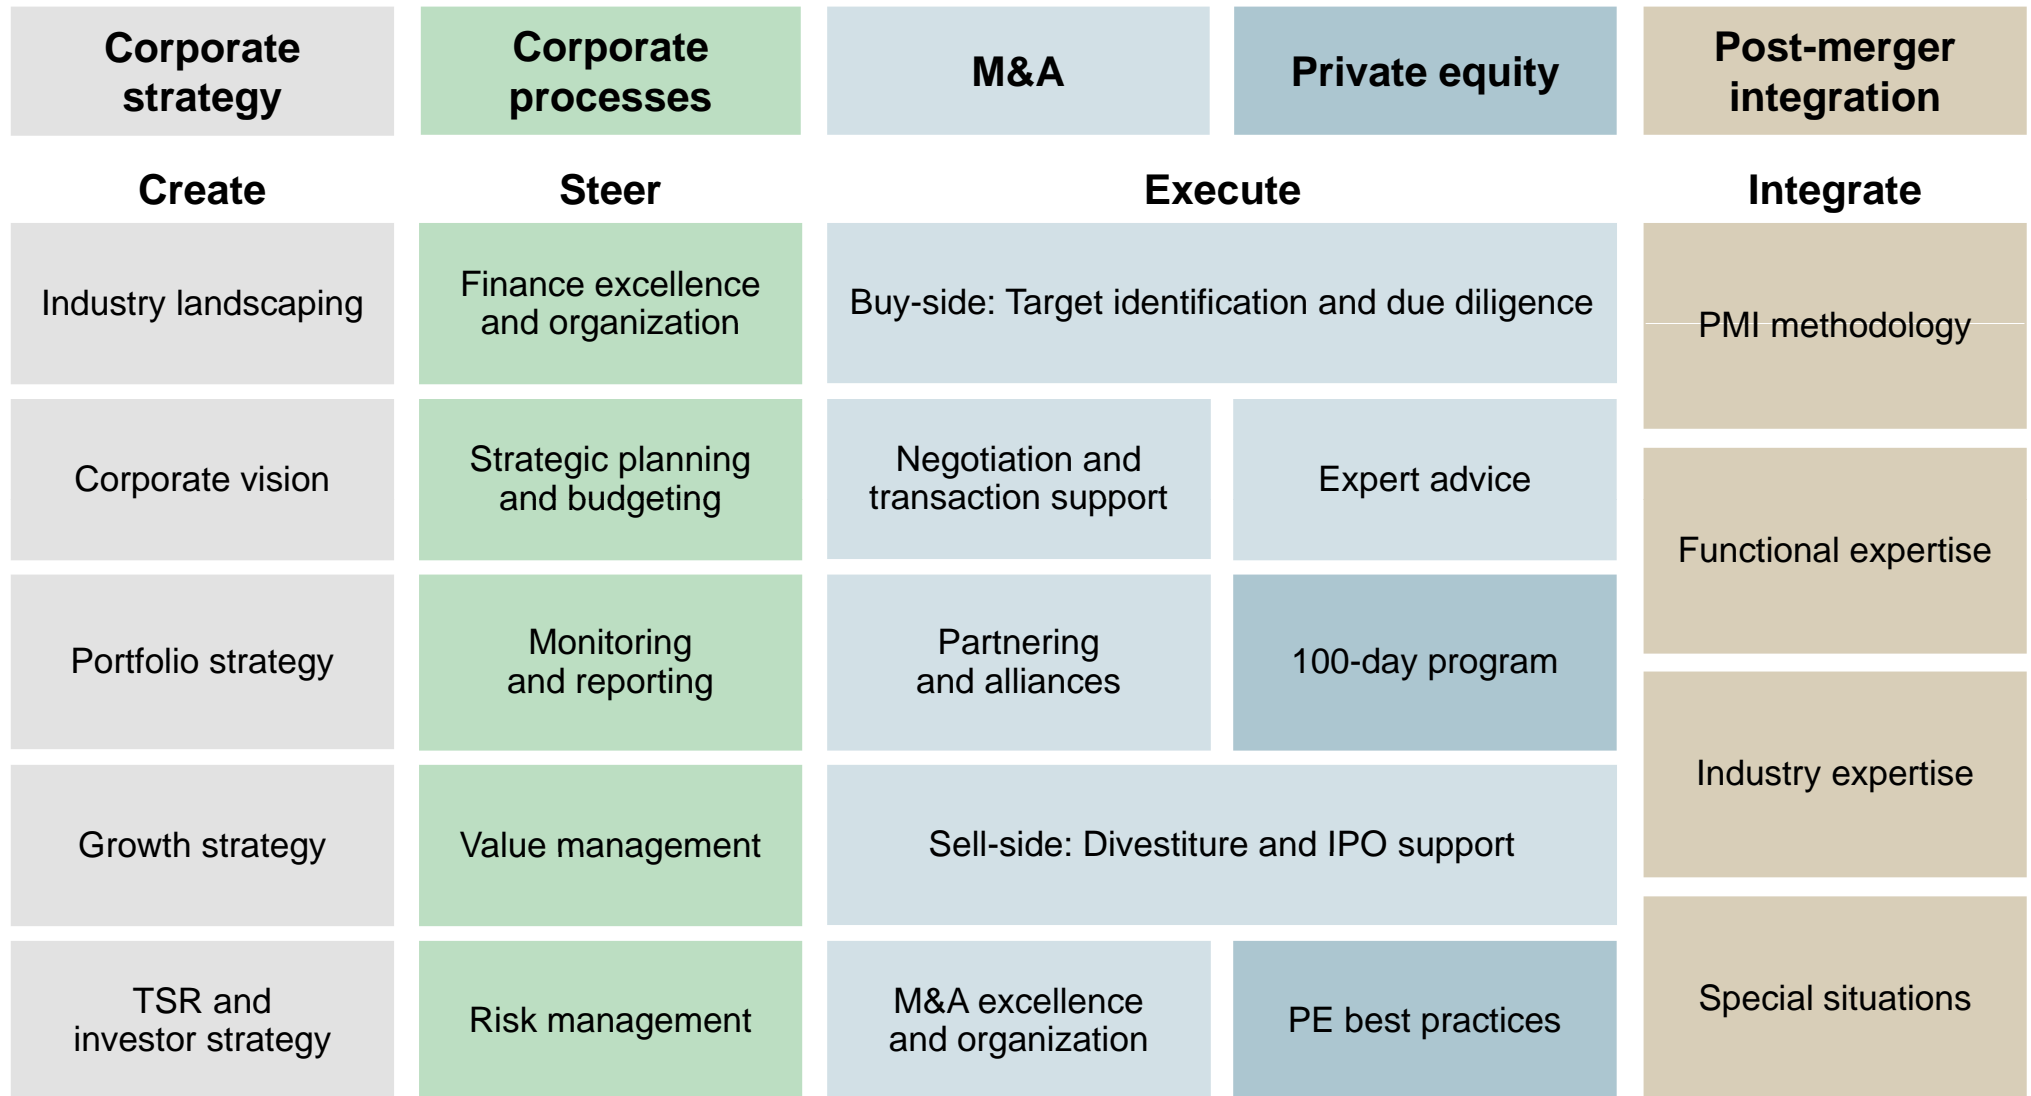 Corporate
strategy
Corporate
processes
M&A
Private equity
Post-merger
integration
Create
Steer
Execute
Integrate
Industry landscaping
Corporate vision
Portfolio strategy
Growth strategy
TSR and
investor strategy
Finance excellence
and organization
Strategic planning
and budgeting
Monitoring
and reporting
Value management
Risk management
Buy-side: Target identification and due diligence
Negotiation and
transaction support
Expert advice
Partnering
and alliances
100-day program
Sell-side: Divestiture and IPO support
M&A excellence
and organization
PE best practices
PMI methodology
Functional expertise
Industry expertise
Special situations